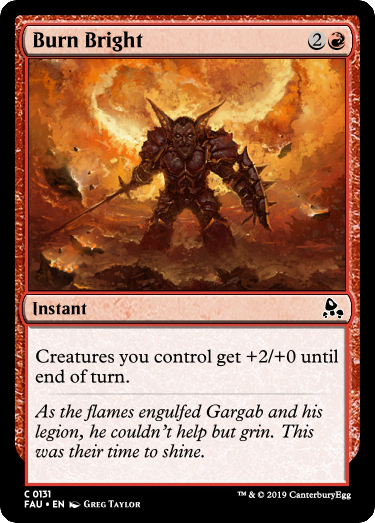 Burn Bright 2
Instant
Creatures you control get +2/+0 until
end of turn.
As the flames engulfed Gargab and his
legion, he couldn't help but grin. This
was their time to shine.
C 0131
FAU • EN Greg Taylor
™ & © 2019 CanterburyEgg